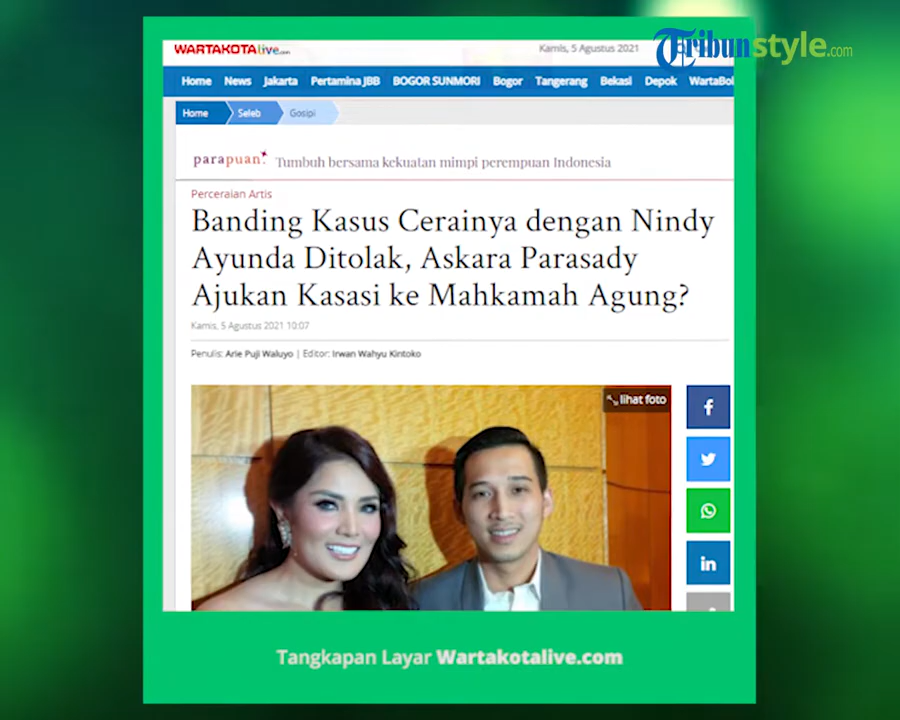 WARTAKOTAlive.com
Kamis, 5 Agustus 2021
Tribunstyle.com
Home News Jakarta Pertamina JBB BOGOR SUNMORI Bogor Tangerang Bekasi Depok WartaBol
Home Seleb Gosipi
parapuan. Tumbuh bersama kekuatan mimpi perempuan Indonesia
Perceraian Artis
Banding Kasus Cerainya dengan Nindy
Ayunda Ditolak, Askara Parasady
Ajukan Kasasi ke Mahkamah Agung?
Kamis, 5 Agustus 2021 10:07
Penulis: Arie Puji Waluyo | Editor: Irwan Wahyu Kintoko
lihat foto
f
in
Tangkapan Layar Wartakotalive.com